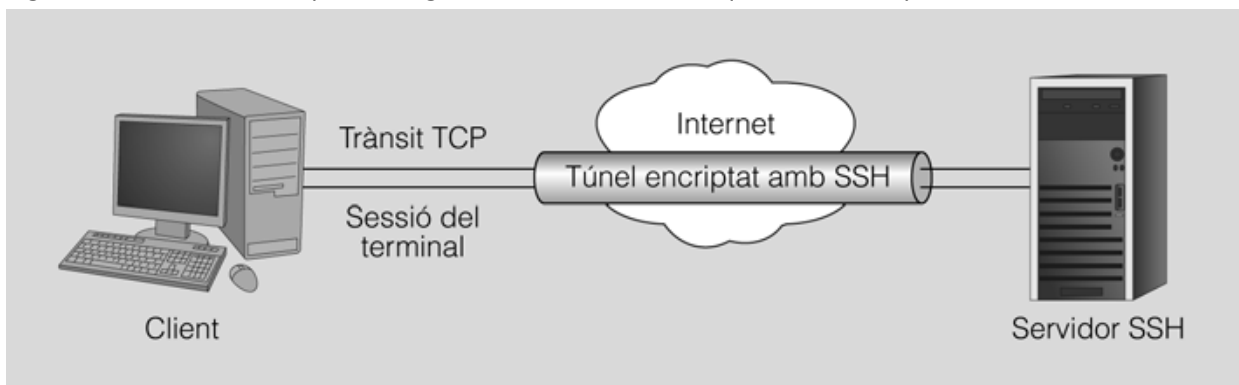 Trànsit TCP
Sessió del
terminal
Internet
Túnel encriptat amb SSH
Client
Servidor SSH